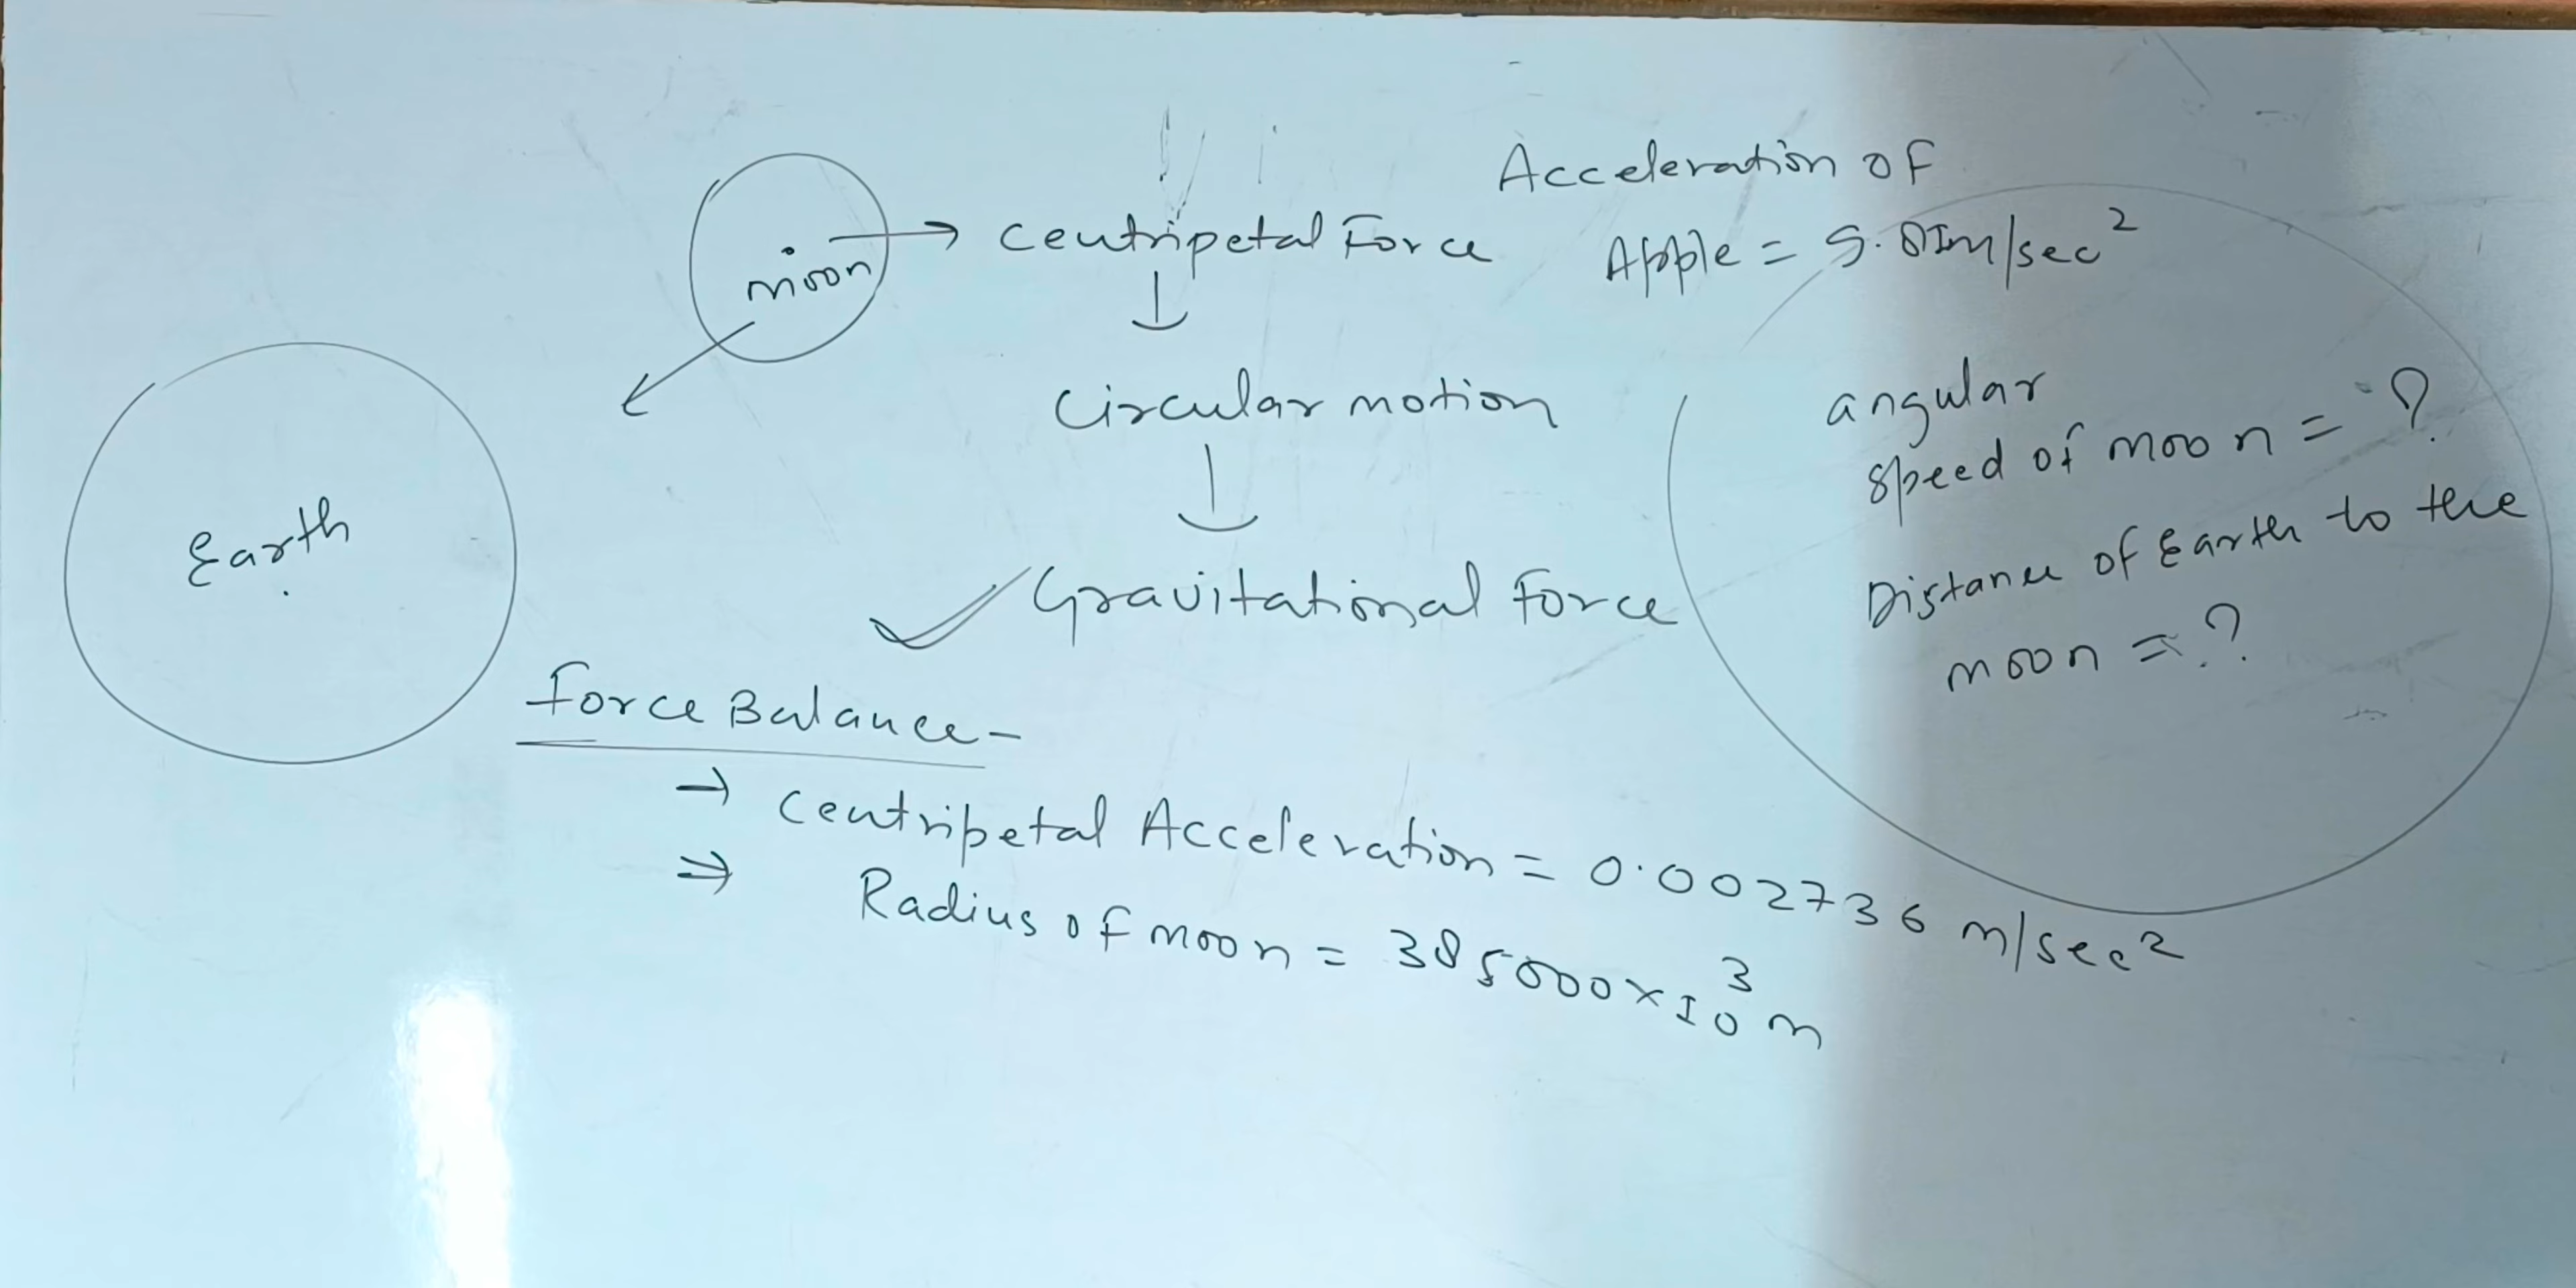 Acceleration of
Apple = 9.81m/sec²
moon
centripetal Force
circular motion
angular
speed of moon = ?
Earth
Gravitational Force
Distance of Earth to the
moon = ?
Force Balance-
→ centripetal Acceleration = 0.002736 m/sec²
⇒ Radius of moon = 385000×10³ m